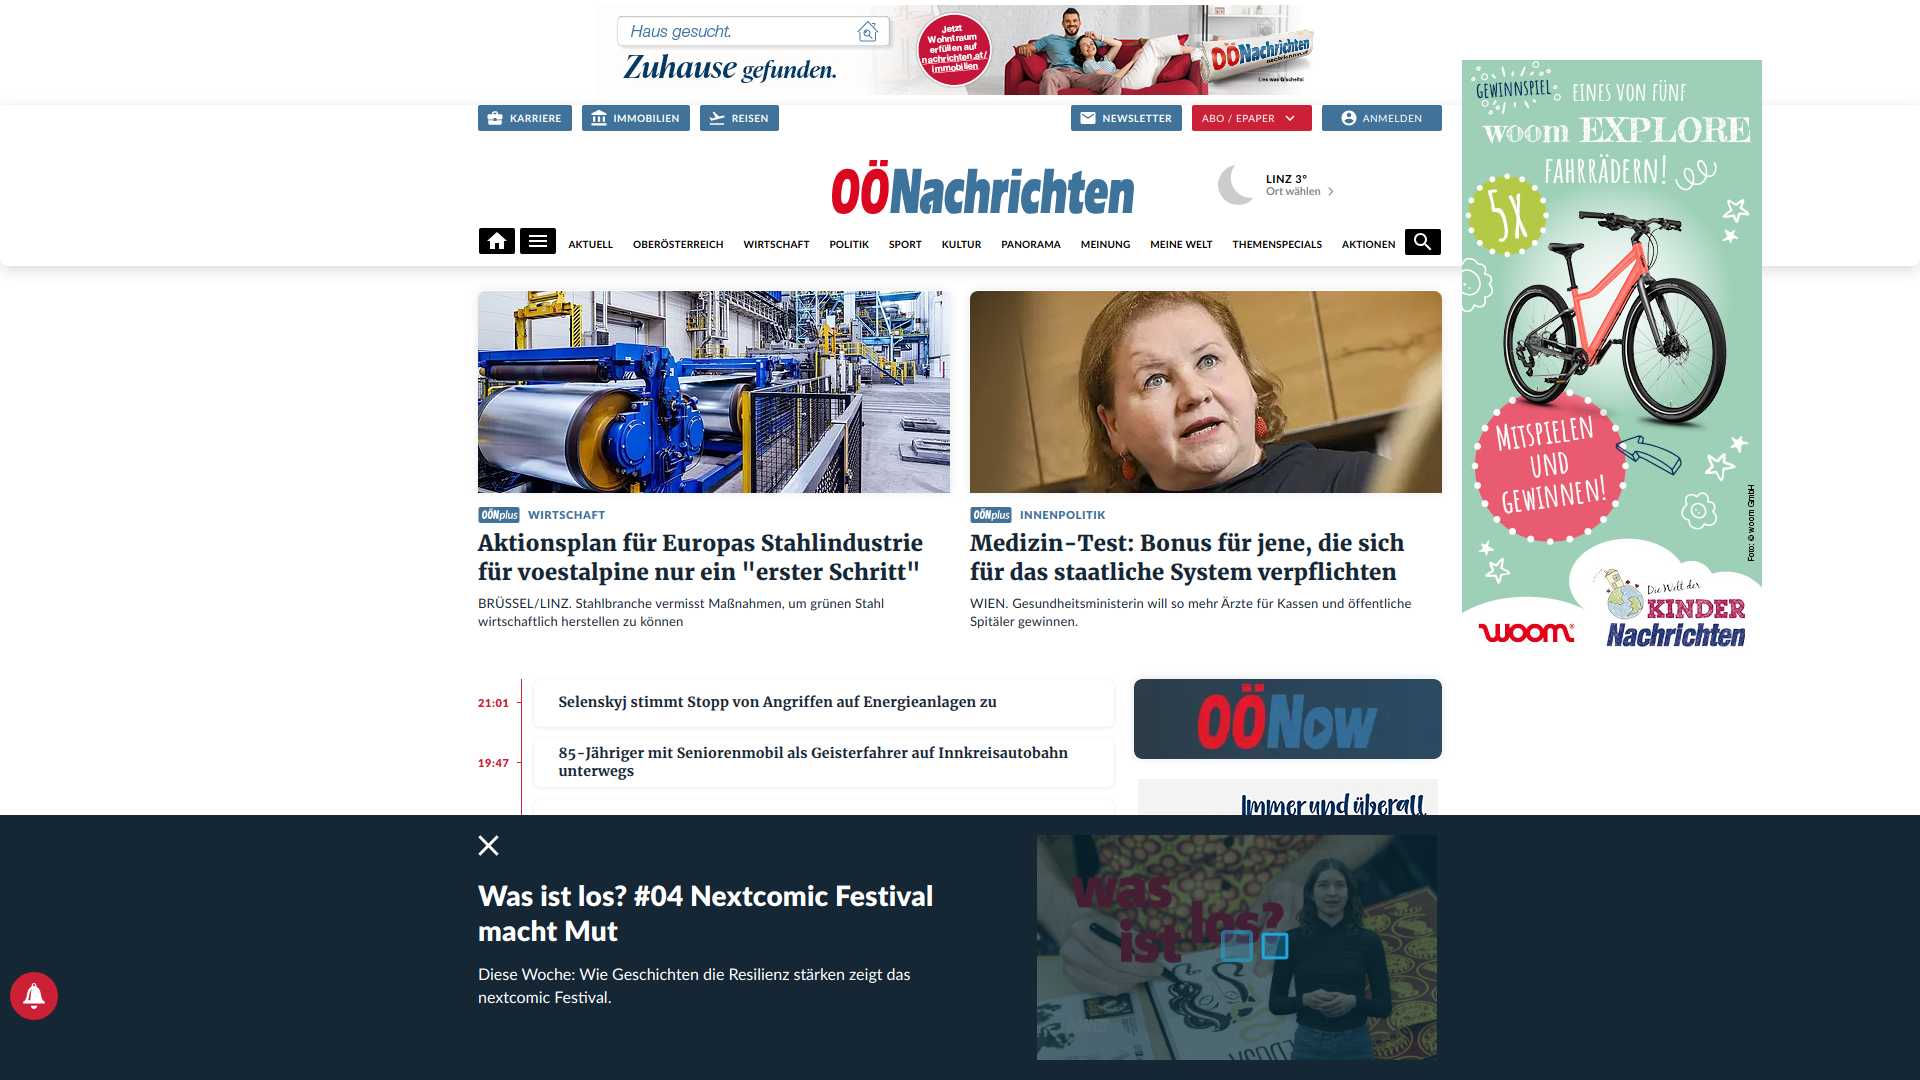 Haus gesucht.
Zuhause gefunden.
Jetzt
Wohntraum
erfüllen auf
nachrichten.at/
immobilien
OÖNachrichten
Lies was G'scheits!
KARRIERE
IMMOBILIEN
REISEN
NEWSLETTER
ABO / EPAPER
ANMELDEN
OÖNachrichten
LINZ 3°
Ort wählen
AKTUELL
OBERÖSTERREICH
WIRTSCHAFT
POLITIK
SPORT
KULTUR
PANORAMA
MEINUNG
MEINE WELT
THEMENSPECIALS
AKTIONEN
GEWINNSPIEL
EINES VON FÜNF
woom EXPLORE
FAHRRÄDERN!
5X
MITSPIELEN
UND
GEWINNEN!
Foto: © woom GmbH
woom
Die Welt der
KINDER
Nachrichten
OÖNplus WIRTSCHAFT
Aktionsplan für Europas Stahlindustrie
für voestalpine nur ein "erster Schritt"
BRÜSSEL/LINZ. Stahlbranche vermisst Maßnahmen, um grünen Stahl
wirtschaftlich herstellen zu können
OÖNplus INNENPOLITIK
Medizin-Test: Bonus für jene, die sich
für das staatliche System verpflichten
WIEN. Gesundheitsministerin will so mehr Ärzte für Kassen und öffentliche
Spitäler gewinnen.
21:01
Selenskyj stimmt Stopp von Angriffen auf Energieanlagen zu
19:47
85-Jähriger mit Seniorenmobil als Geisterfahrer auf Innkreisautobahn
unterwegs
OÖNow
Immer und überall
Was ist los? #04 Nextcomic Festival
macht Mut
Diese Woche: Wie Geschichten die Resilienz stärken zeigt das
nextcomic Festival.
was
ist los?